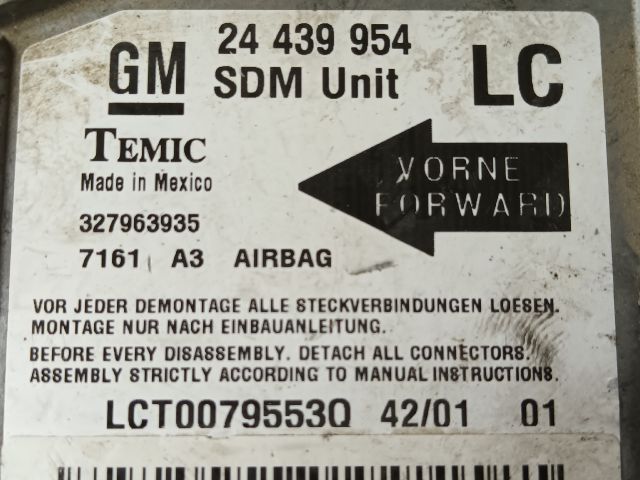 GM 24 439 954 LC
SDM Unit
TEMIC
Made in Mexico
VORNE
FORWARD
327963935
7161 A3 AIRBAG
VOR JEDER DEMONTAGE ALLE STECKVERBINDUNGEN LOESEN.
MONTAGE NUR NACH EINBAUANLEITUNG.
BEFORE EVERY DISASSEMBLY. DETACH ALL CONNECTORS.
ASSEMBLY STRICTLY ACCORDING TO MANUAL INSTRUCTIONS.
LCT0079553Q 42/01 01